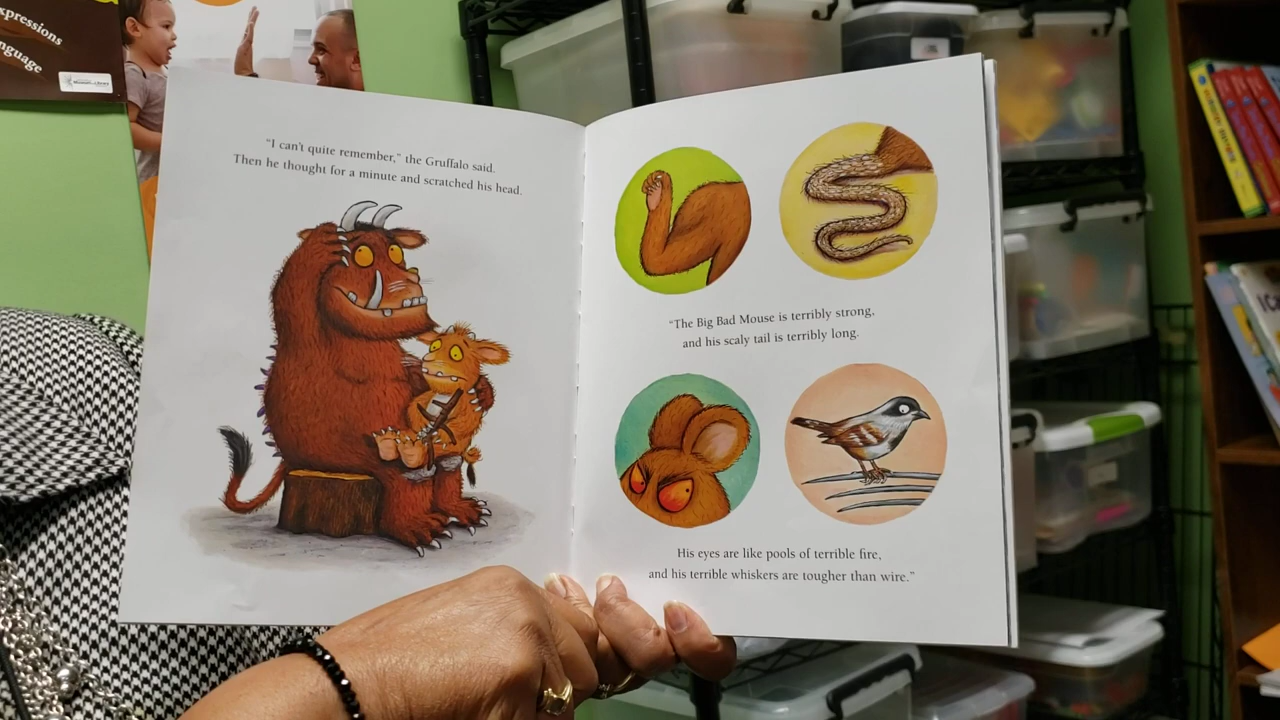 xpressions
nguage
"I can't quite remember," the Gruffalo said.
Then he thought for a minute and scratched his head.
"The Big Bad Mouse is terribly strong,
and his scaly tail is terribly long.
His eyes are like pools of terrible fire,
and his terrible whiskers are tougher than wire."